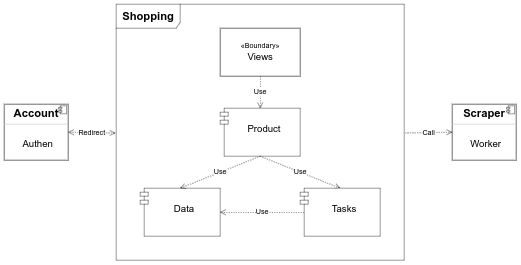 Shopping
«Boundary»
Views
Use
Account
Authen
Redirect
Product
Call
Scraper
Worker
Use
Use
Data
Use
Tasks